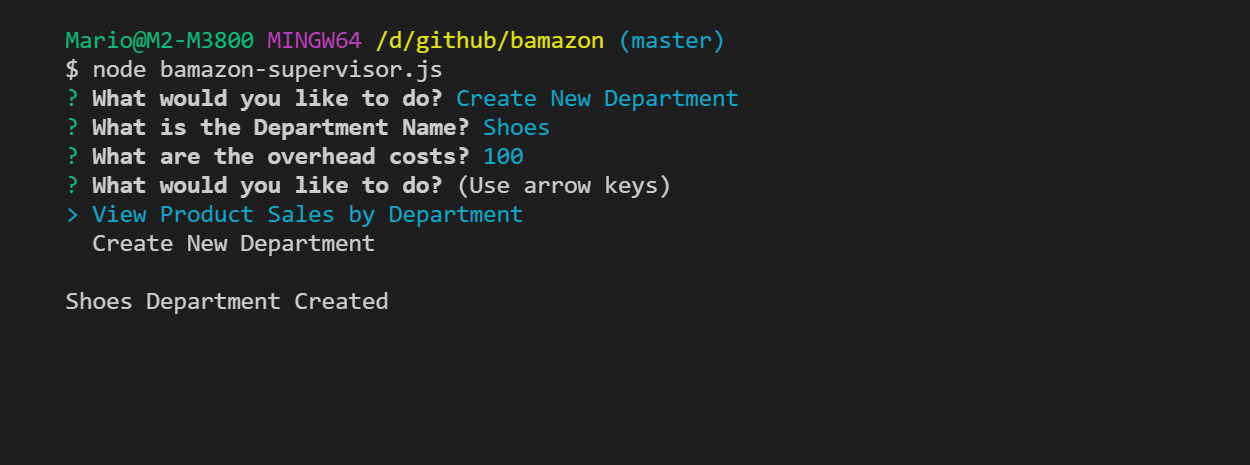 Mario@M2-M3800 MINGW64 /d/github/bamazon (master)
$ node bamazon-supervisor.js
? What would you like to do? Create New Department
? What is the Department Name? Shoes
? What are the overhead costs? 100
? What would you like to do? (Use arrow keys)
> View Product Sales by Department
  Create New Department
Shoes Department Created